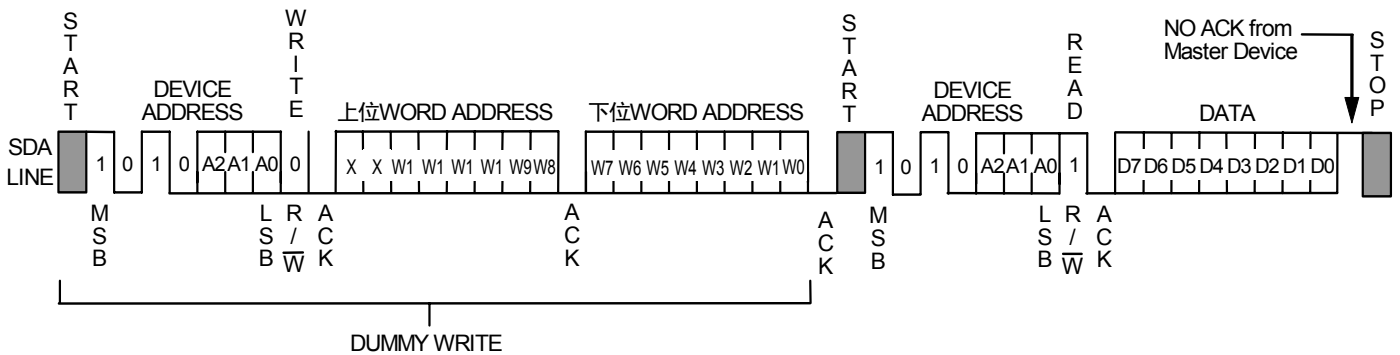 START
WRITE
START
READ
NO ACK from
Master Device
STOP
DEVICE
ADDRESS
上位WORD ADDRESS
下位WORD ADDRESS
DEVICE
ADDRESS
DATA
SDA
LINE
1 0 1 0 A2 A1 A0 0
X X W1 W1 W1 W1 W9 W8
W7 W6 W5 W4 W3 W2 W1 W0
1 0 1 0 A2 A1 A0 1
D7 D6 D5 D4 D3 D2 D1 D0
MSB
LSB
R/W̅
ACK
ACK
ACK
MSB
LSB
R/W̅
ACK
DUMMY WRITE